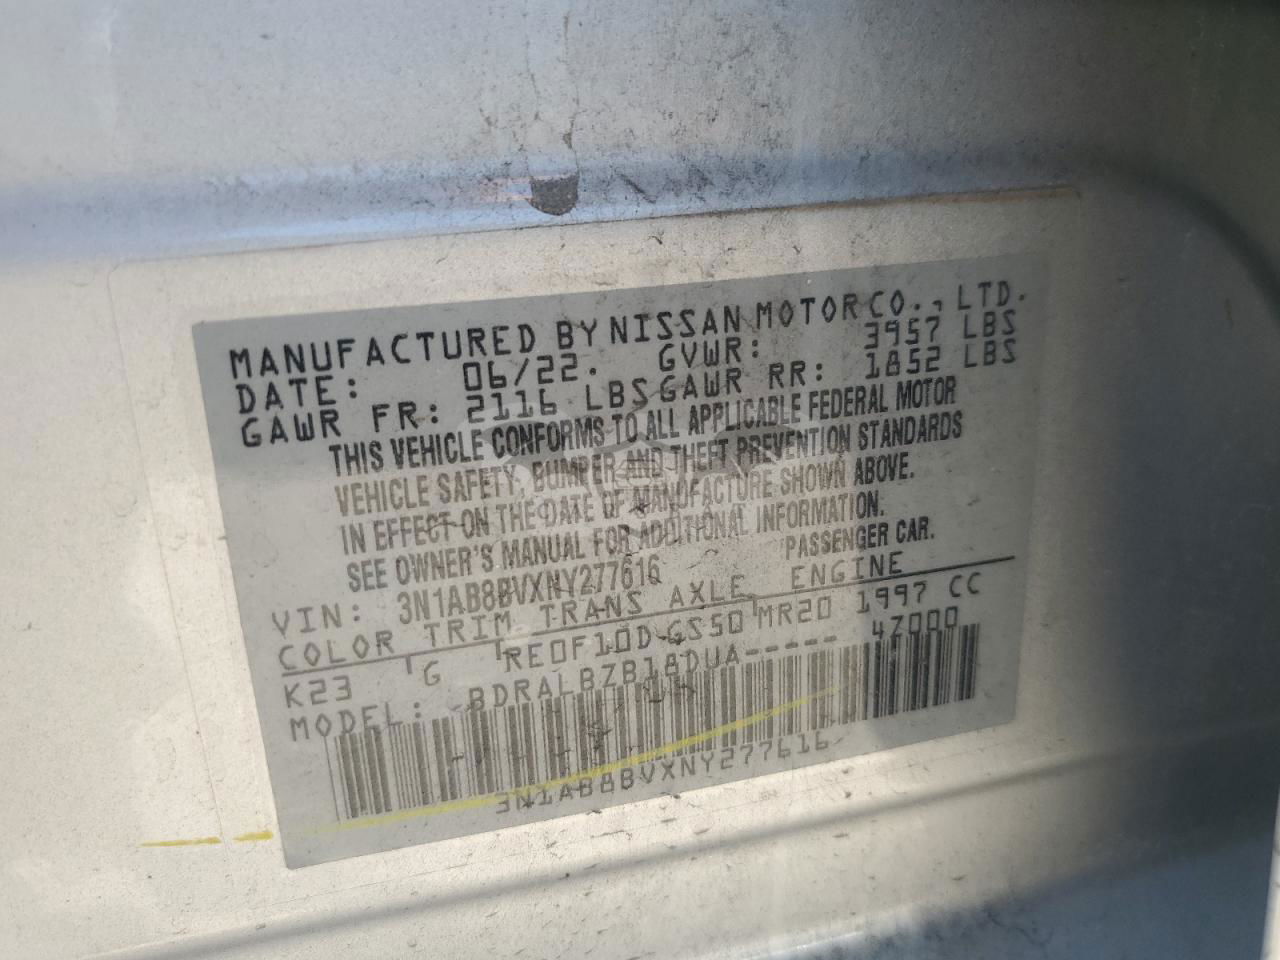 MANUFACTURED BY NISSAN MOTOR CO., LTD.
DATE: 06/22. GVWR: 3957 LBS
GAWR FR: 2116 LBS GAWR RR: 1852 LBS
THIS VEHICLE CONFORMS TO ALL APPLICABLE FEDERAL MOTOR
VEHICLE SAFETY, BUMPER AND THEFT PREVENTION STANDARDS
IN EFFECT ON THE DATE OF MANUFACTURE SHOWN ABOVE.
SEE OWNER'S MANUAL FOR ADDITIONAL INFORMATION.
VIN: 3N1AB8BVXNY277616 PASSENGER CAR.
COLOR TRIM TRANS AXLE ENGINE
K23 G RE0F10D-GS50 MR20 1997 CC
MODEL: BDRALBZB18DUA----- 47000
3N1AB8BVXNY277616